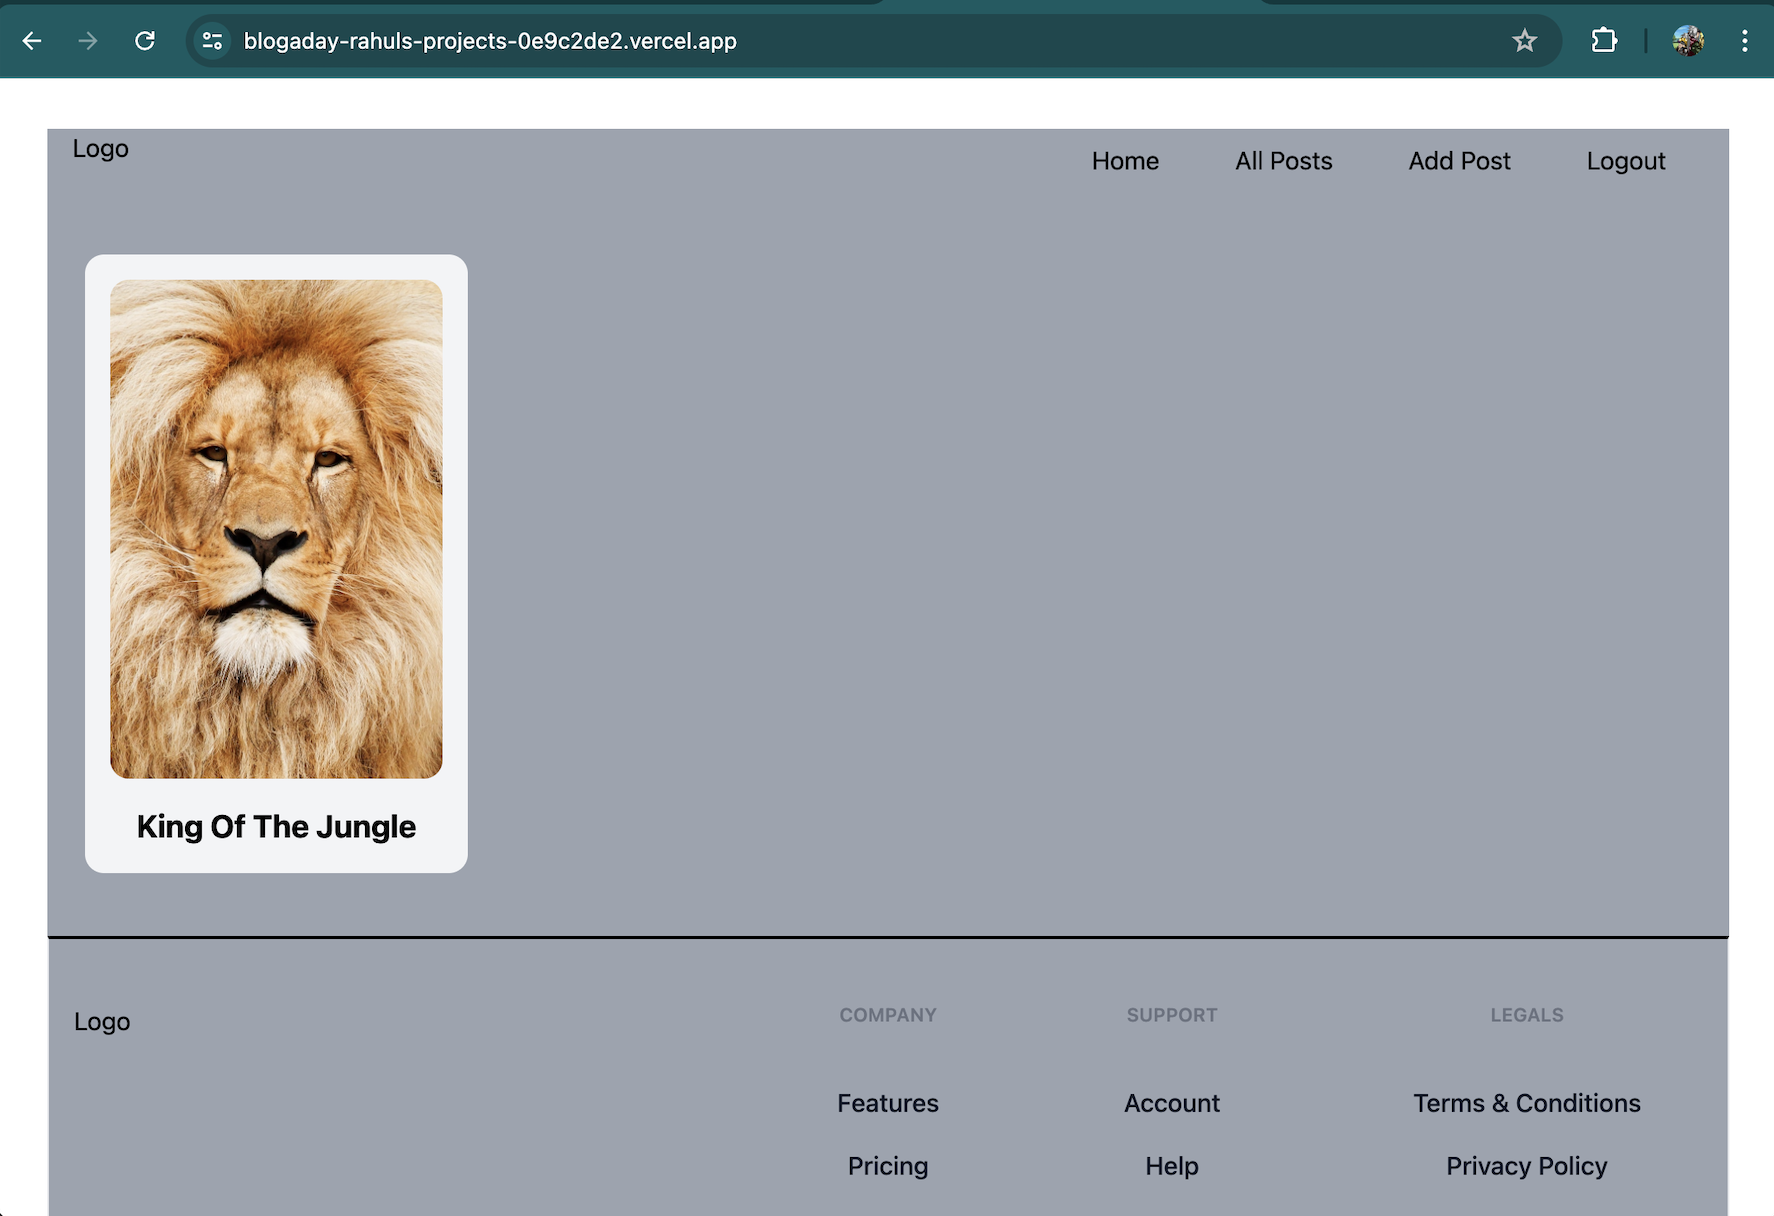 blogaday-rahuls-projects-0e9c2de2.vercel.app
Logo
Home All Posts Add Post Logout
King Of The Jungle
Logo
COMPANY SUPPORT LEGALS
Features Account Terms & Conditions
Pricing Help Privacy Policy